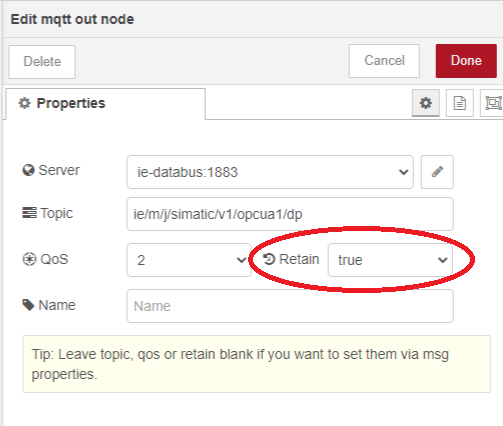 Edit mqtt out node
Delete
Cancel
Done
Properties
Server
ie-databus:1883
Topic
ie/m/j/simatic/v1/opcua1/dp
QoS
2
Retain
true
Name
Name
Tip: Leave topic, qos or retain blank if you want to set them via msg
properties.